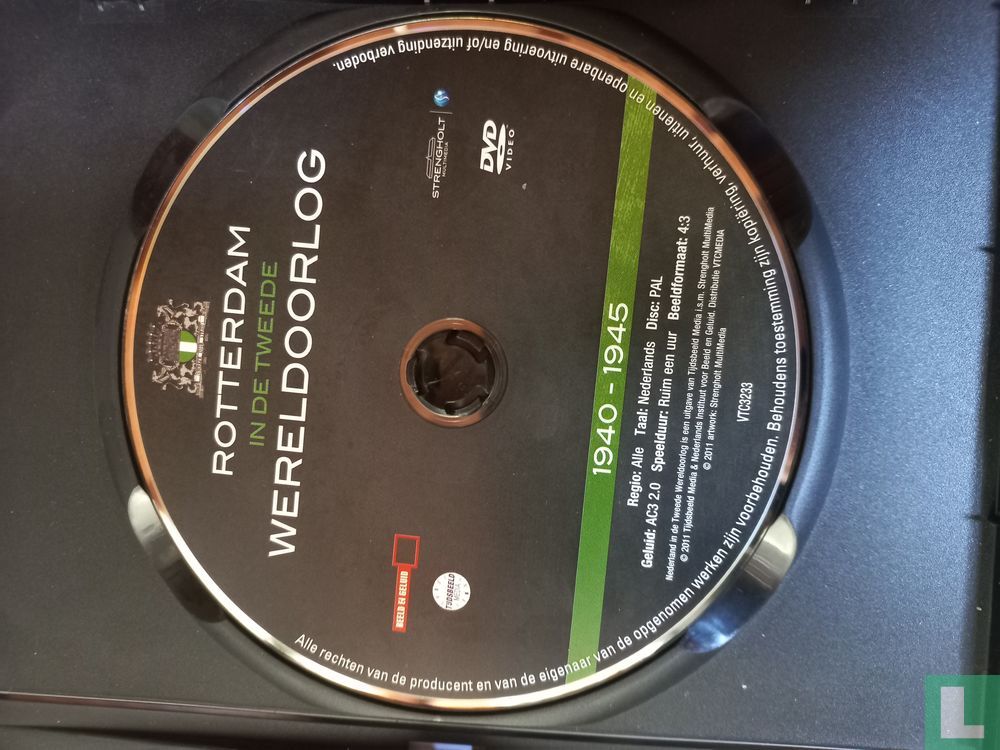 ROTTERDAM
IN DE TWEEDE
WERELDOORLOG
BEELD EN GELUID
TIJDSBEELD
MEDIA
STRENGHOLT
MULTIMEDIA
DVD
VIDEO
1940 - 1945
Regio: Alle Taal: Nederlands Disc: PAL
Geluid: AC3 2.0 Speelduur: Ruim een uur Beeldformaat: 4:3
Nederland in de Tweede Wereldoorlog is een uitgave van Tijdsbeeld Media i.s.m. Strengholt MultiMedia
© 2011 Tijdsbeeld Media & Nederlands Instituut voor Beeld en Geluid. Distributie VTCMEDIA
© 2011 artwork: Strengholt MultiMedia
VTC3233
Alle rechten van de producent en van de eigenaar van de opgenomen werken zijn voorbehouden. Behoudens toestemming zijn kopiëring, verhuur, uitlenen en openbare uitvoering en/of uitzending verboden.
L